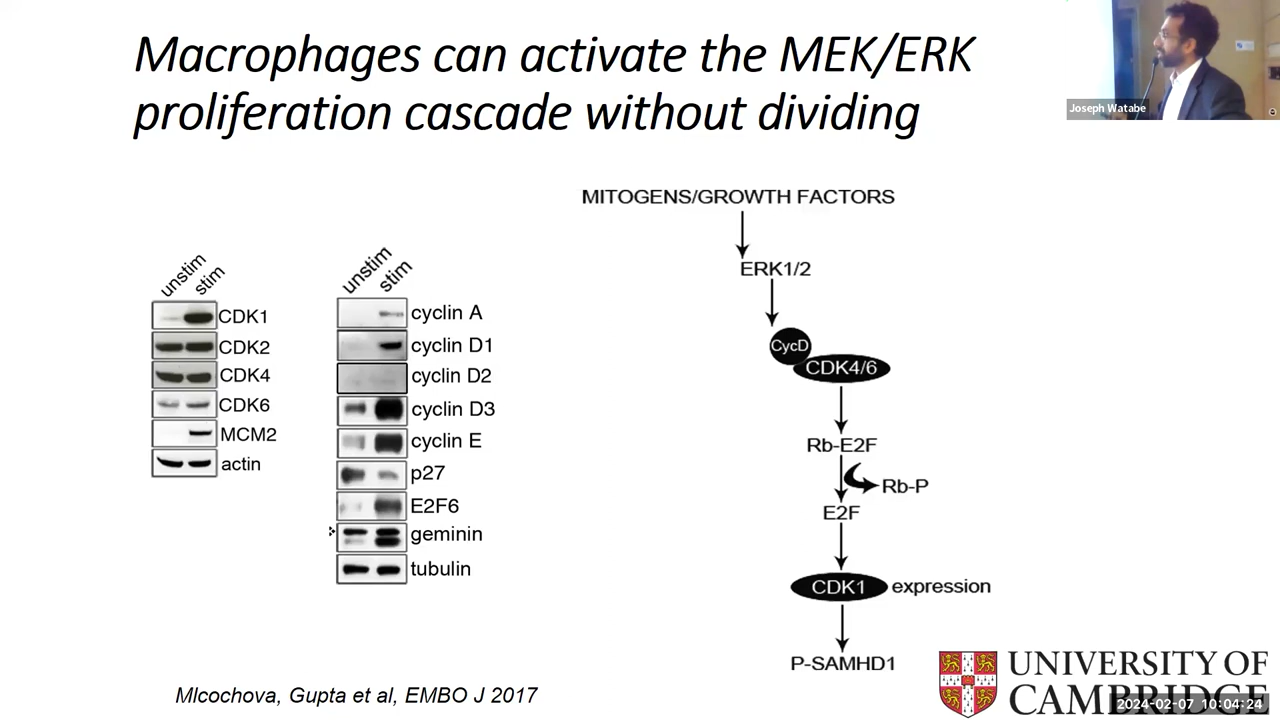 Macrophages can activate the MEK/ERK
proliferation cascade without dividing
Joseph Watabe
unstim
stim
CDK1
CDK2
CDK4
CDK6
MCM2
actin
unstim
stim
cyclin A
cyclin D1
cyclin D2
cyclin D3
cyclin E
p27
E2F6
geminin
tubulin
MITOGENS/GROWTH FACTORS
ERK1/2
CycD
CDK4/6
Rb-E2F
Rb-P
E2F
CDK1 expression
P-SAMHD1
Mlcochova, Gupta et al, EMBO J 2017
UNIVERSITY OF
CAMBRIDGE
2024-02-07 10:04:24